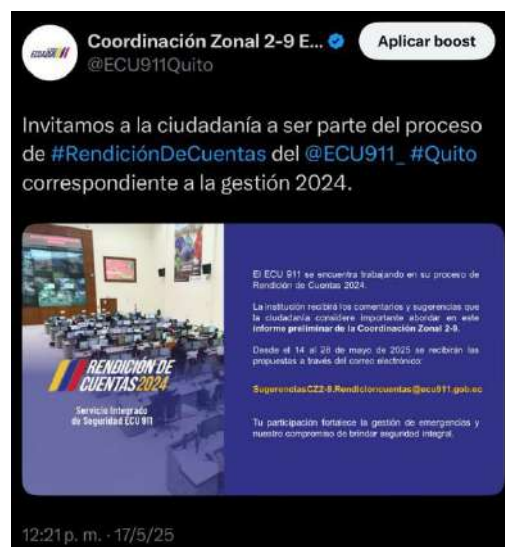 Coordinación Zonal 2-9 E...
Aplicar boost
@ECU911Quito
Invitamos a la ciudadanía a ser parte del proceso
de #RendiciónDeCuentas del @ECU911_ #Quito
correspondiente a la gestión 2024.
RENDICIÓN DE
CUENTAS 2024
Servicio Integrado
de Seguridad ECU 911
El ECU 911 se encuentra trabajando en su proceso de
Rendición de Cuentas 2024.
La institución recibirá los comentarios y sugerencias que
la ciudadanía considere importante abordar en este
informe preliminar de la Coordinación Zonal 2-9.
Desde el 14 al 28 de mayo de 2025 se recibirán las
propuestas a través del correo electrónico:
SugerenciasCZ2-9.Rendicioncuentas@ecu911.gob.ec
Tu participación fortalece la gestión de emergencias y
nuestro compromiso de brindar seguridad integral.
12:21 p. m. · 17/5/25